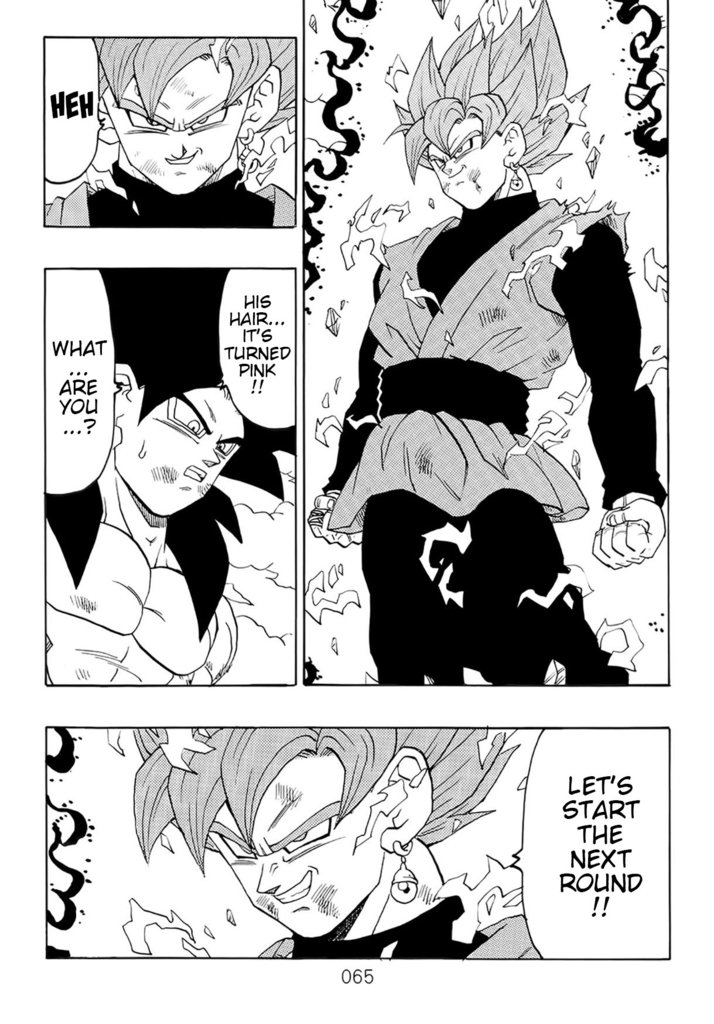 HEH
HIS
HAIR...
IT'S
TURNED
PINK
!!
WHAT
...
ARE
YOU
...?
LET'S
START
THE
NEXT
ROUND
!!
065